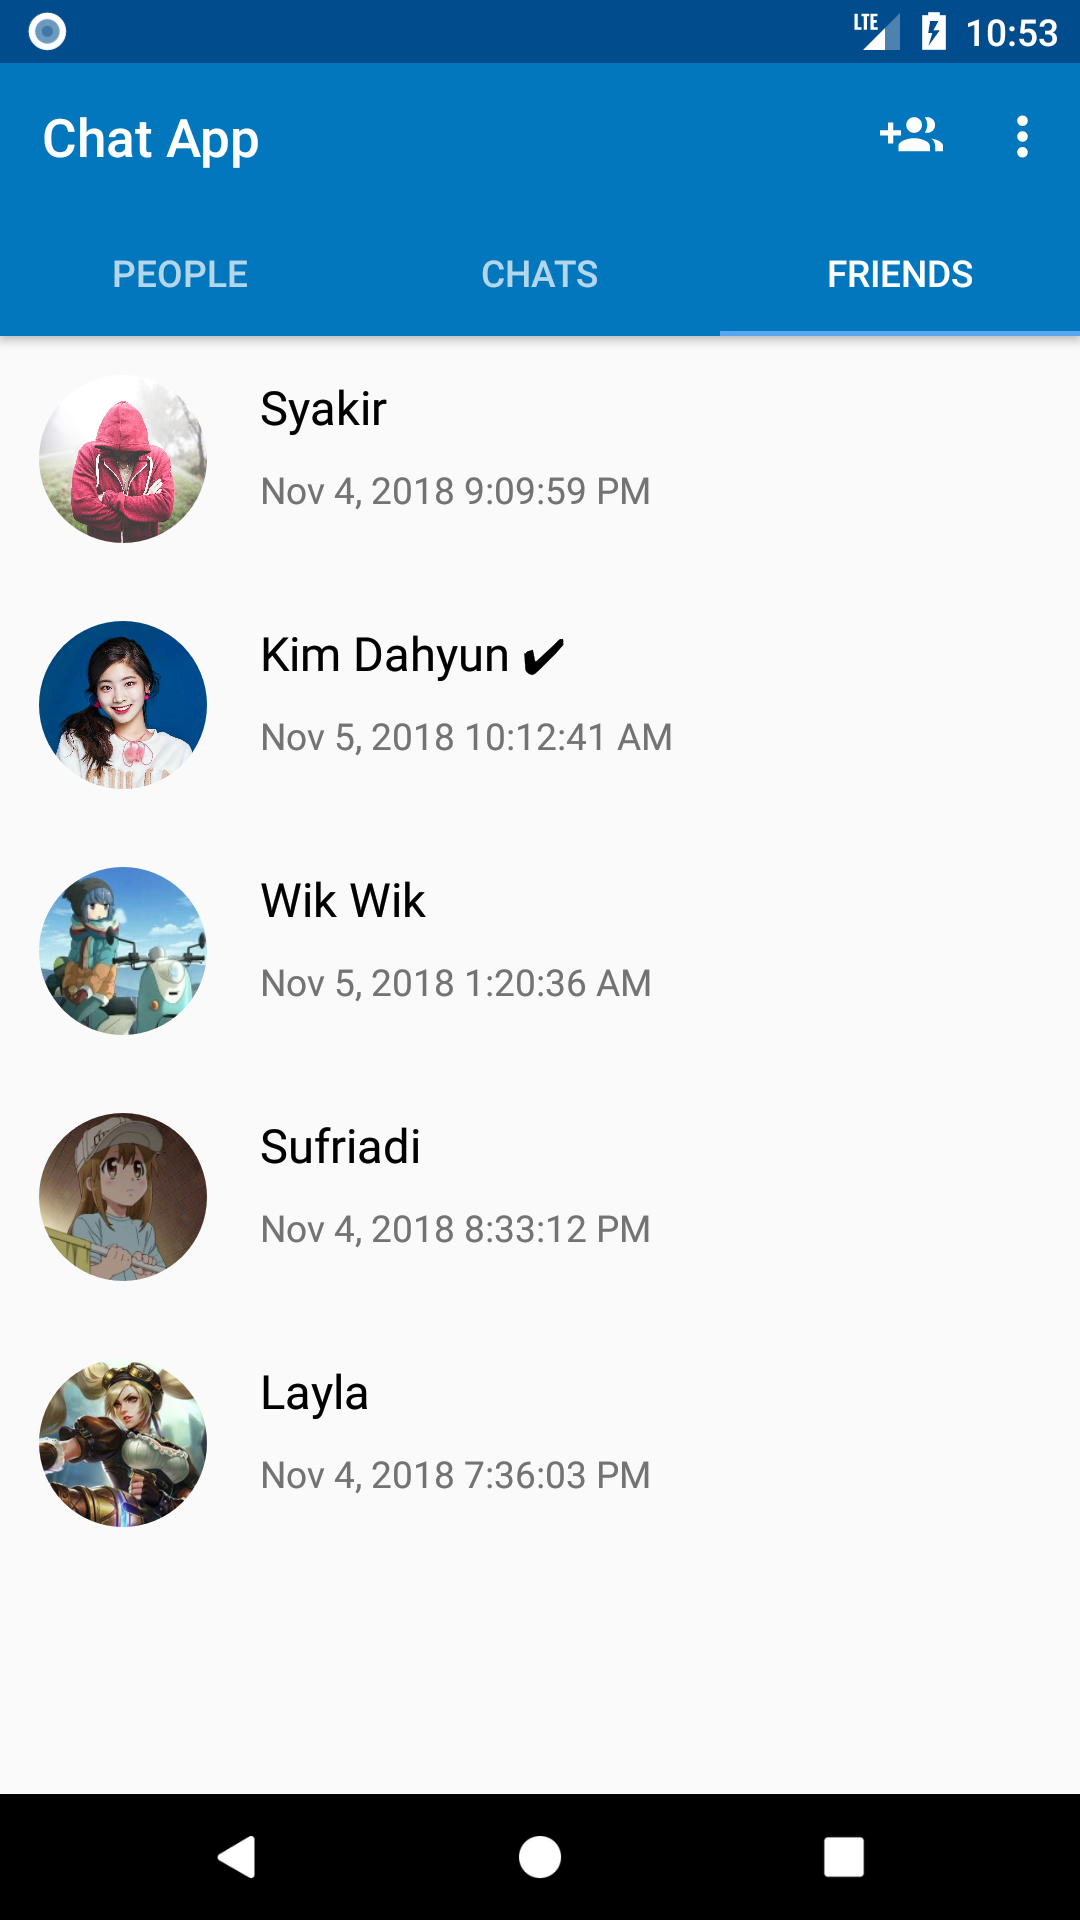 LTE 10:53
Chat App
PEOPLE CHATS FRIENDS
Syakir
Nov 4, 2018 9:09:59 PM
Kim Dahyun ✔
Nov 5, 2018 10:12:41 AM
Wik Wik
Nov 5, 2018 1:20:36 AM
Sufriadi
Nov 4, 2018 8:33:12 PM
Layla
Nov 4, 2018 7:36:03 PM